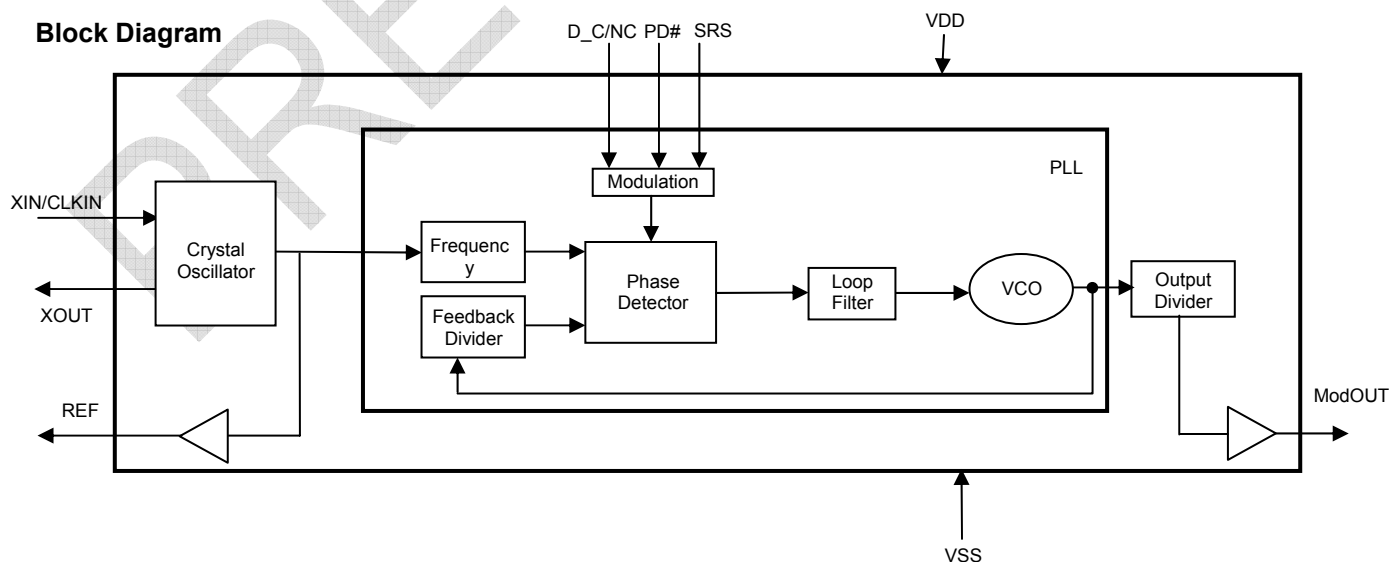 Block Diagram
D_C/NC PD# SRS
VDD
PLL
Modulation
XIN/CLKIN
Crystal
Oscillator
Frequenc
y
Phase
Detector
Loop
Filter
VCO
Output
Divider
Feedback
Divider
XOUT
REF
ModOUT
VSS
PRE